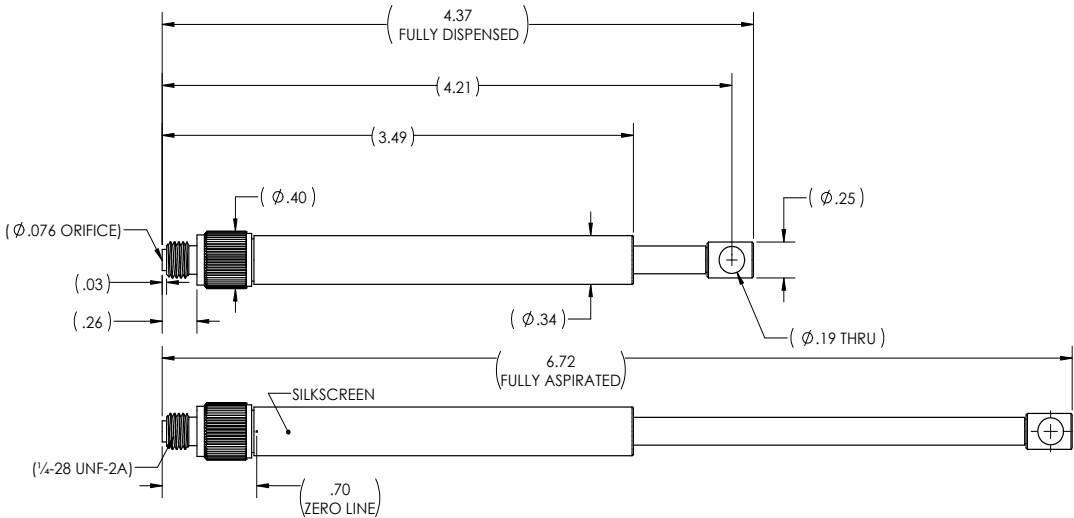 4.37
FULLY DISPENSED
(4.21)
(3.49)
(Ø.40)
(Ø.25)
(Ø.076 ORIFICE)
(.03)
(.26)
(Ø.34)
(Ø.19 THRU)
6.72
FULLY ASPIRATED
SILKSCREEN
(¼-28 UNF-2A)
.70
ZERO LINE